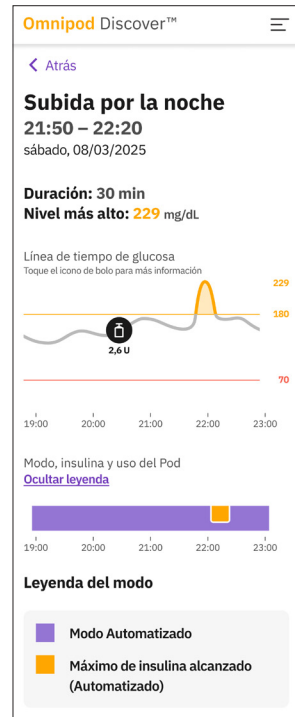 Omnipod Discover™
Atrás
Subida por la noche
21:50 – 22:20
sábado, 08/03/2025
Duración: 30 min
Nivel más alto: 229 mg/dL
Línea de tiempo de glucosa
Toque el icono de bolo para más información
229
180
2,6 U
70
19:00 20:00 21:00 22:00 23:00
Modo, insulina y uso del Pod
Ocultar leyenda
19:00 20:00 21:00 22:00 23:00
Leyenda del modo
Modo Automatizado
Máximo de insulina alcanzado
(Automatizado)